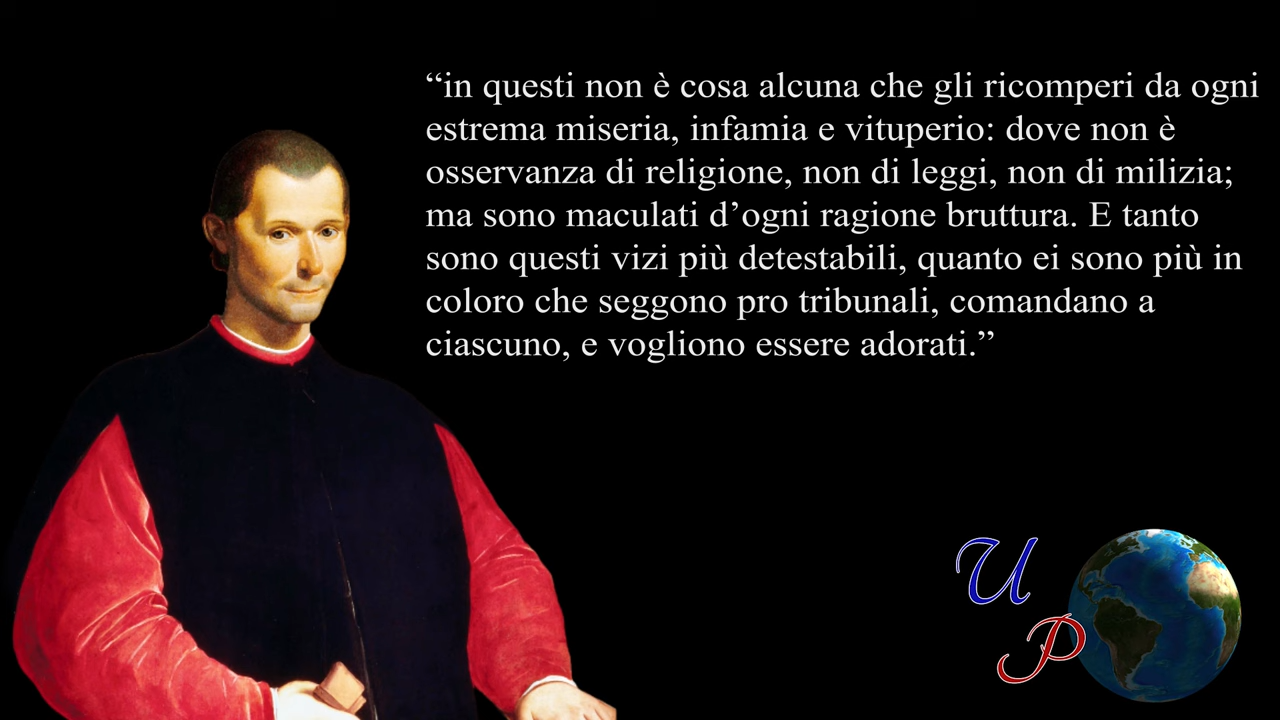 “in questi non è cosa alcuna che gli ricomperi da ogni
estrema miseria, infamia e vituperio: dove non è
osservanza di religione, non di leggi, non di milizia;
ma sono maculati d’ogni ragione bruttura. E tanto
sono questi vizi più detestabili, quanto ei sono più in
coloro che seggono pro tribunali, comandano a
ciascuno, e vogliono essere adorati.”
U
P